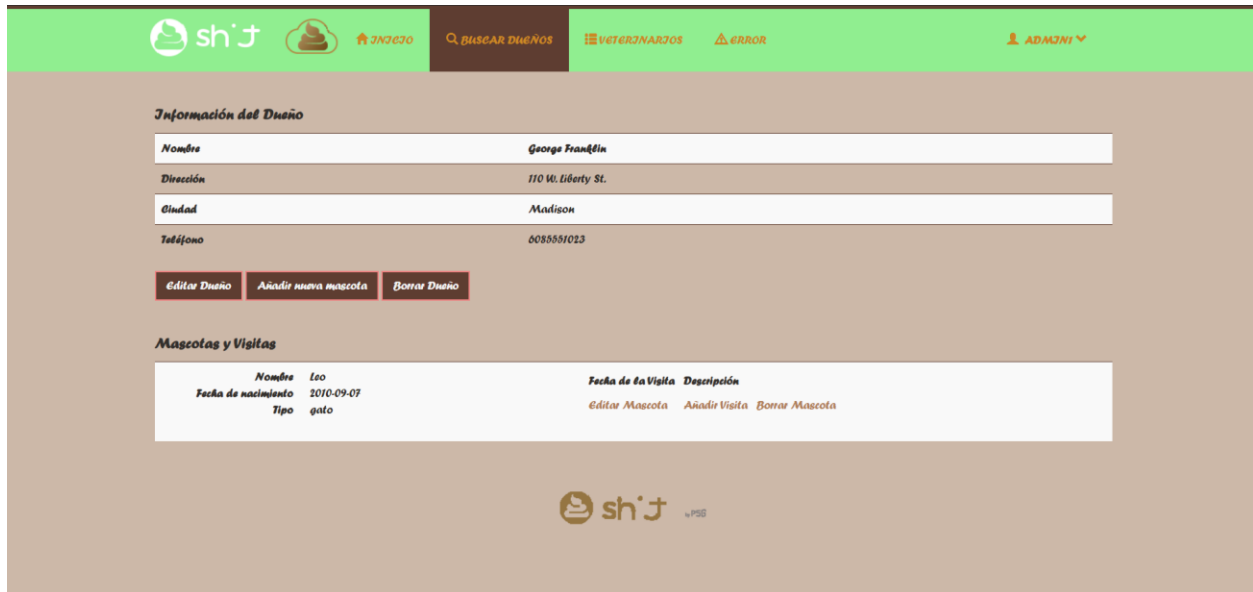 sh*t INICIO BUSCAR DUEÑOS VETERINARIOS ERROR ADMIN1
Información del Dueño
Nombre George Franklin
Dirección 110 W. Liberty St.
Ciudad Madison
Teléfono 6085551023
Editar Dueño Añadir nueva mascota Borrar Dueño
Mascotas y Visitas
Nombre Leo
Fecha de nacimiento 2010-09-07
Tipo gato
Fecha de la Visita Descripción
Editar Mascota Añadir Visita Borrar Mascota
sh*t by PSG